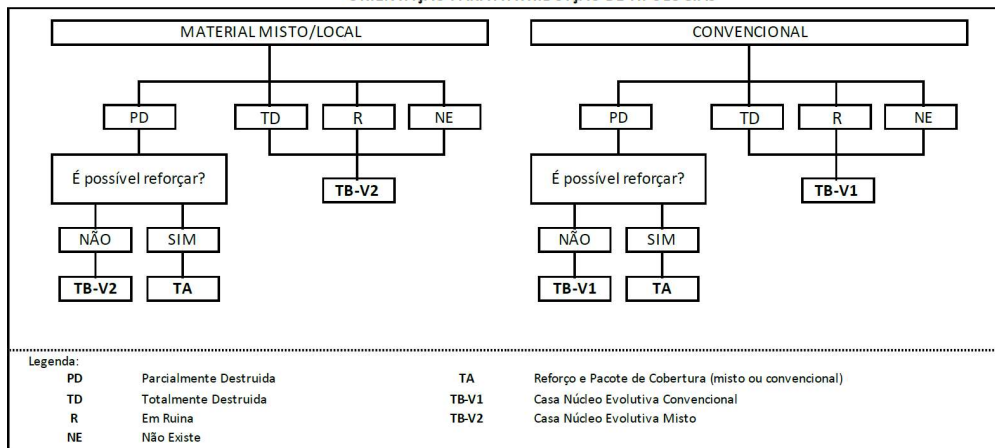 MATERIAL MISTO/LOCAL CONVENCIONAL
PD TD R NE PD TD R NE
É possível reforçar? TB-V2 É possível reforçar? TB-V1
NÃO SIM NÃO SIM
TB-V2 TA TB-V1 TA
Legenda:
PD Parcialmente Destruida TA Reforço e Pacote de Cobertura (misto ou convencional)
TD Totalmente Destruida TB-V1 Casa Núcleo Evolutiva Convencional
R Em Ruina TB-V2 Casa Núcleo Evolutiva Misto
NE Não Existe